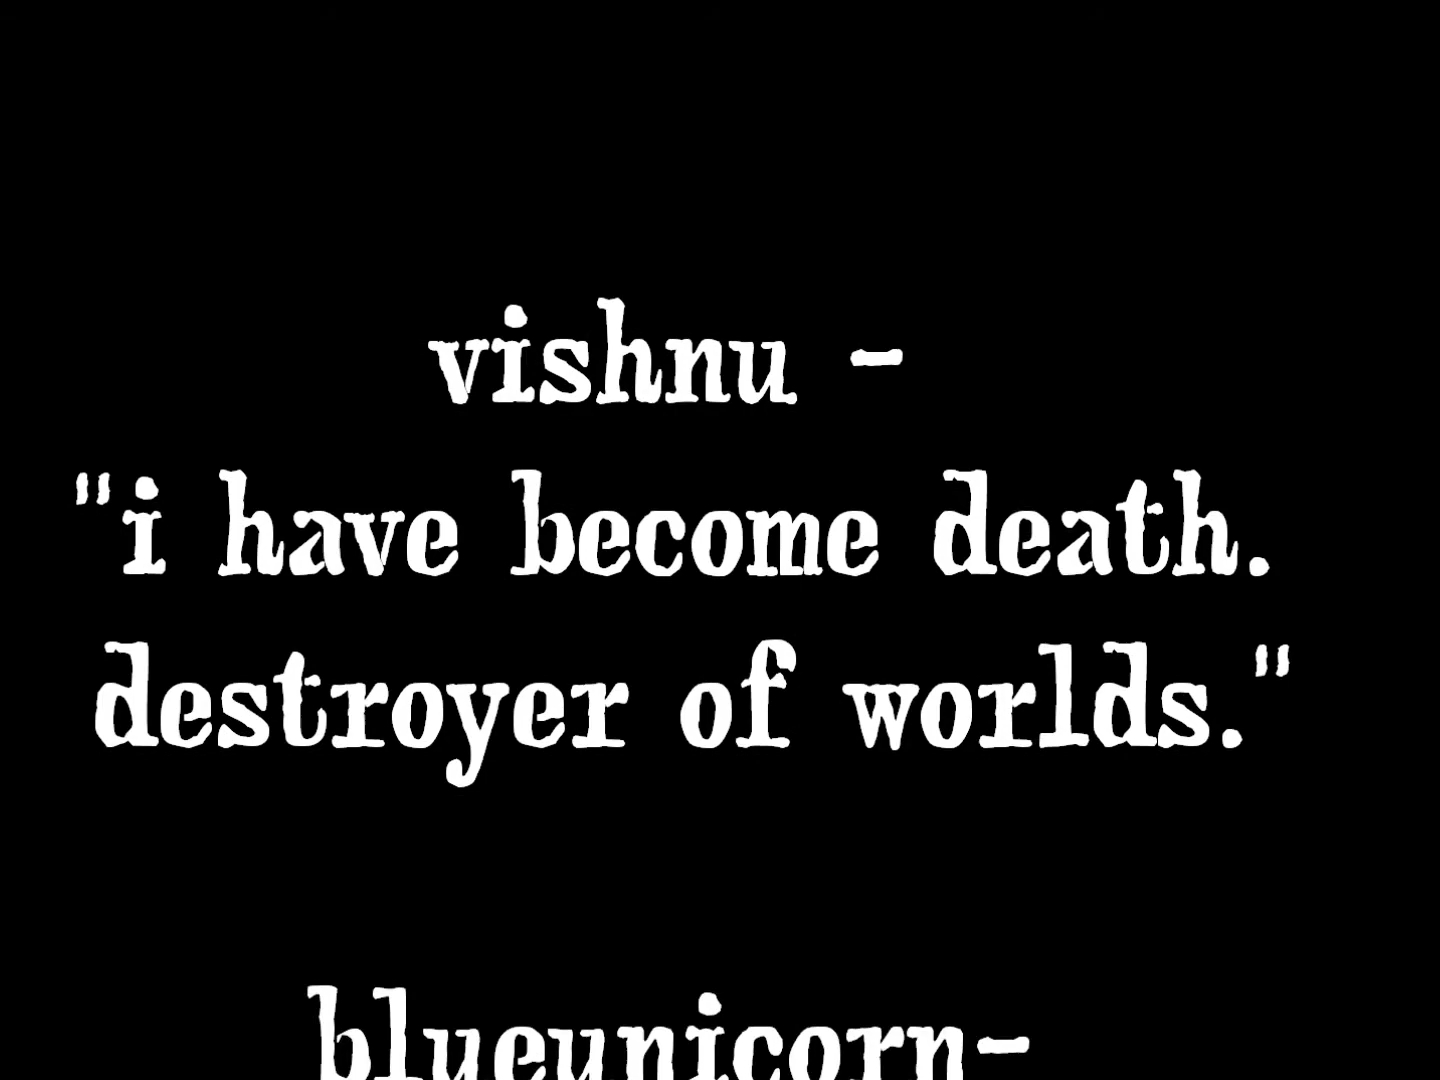 vishnu -
"i have become death.
destroyer of worlds."
blueunicorn-